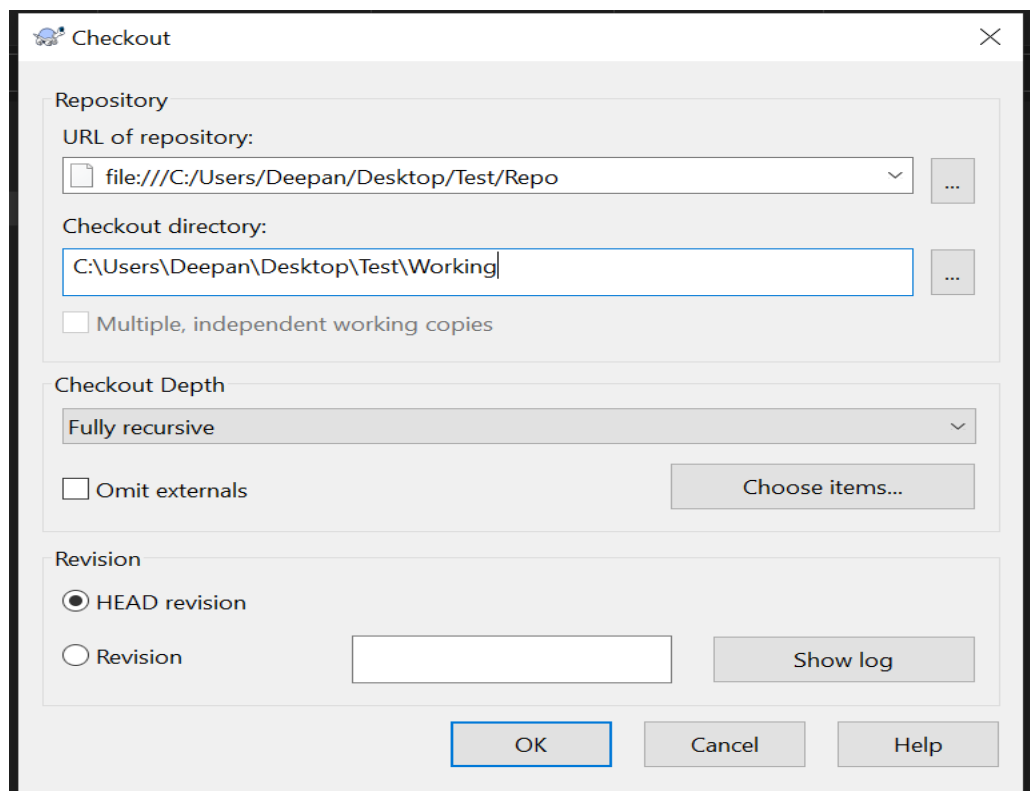 Checkout
Repository
URL of repository:
file:///C:/Users/Deepan/Desktop/Test/Repo
...
Checkout directory:
C:\Users\Deepan\Desktop\Test\Working
...
Multiple, independent working copies
Checkout Depth
Fully recursive
Omit externals
Choose items...
Revision
HEAD revision
Revision
Show log
OK
Cancel
Help